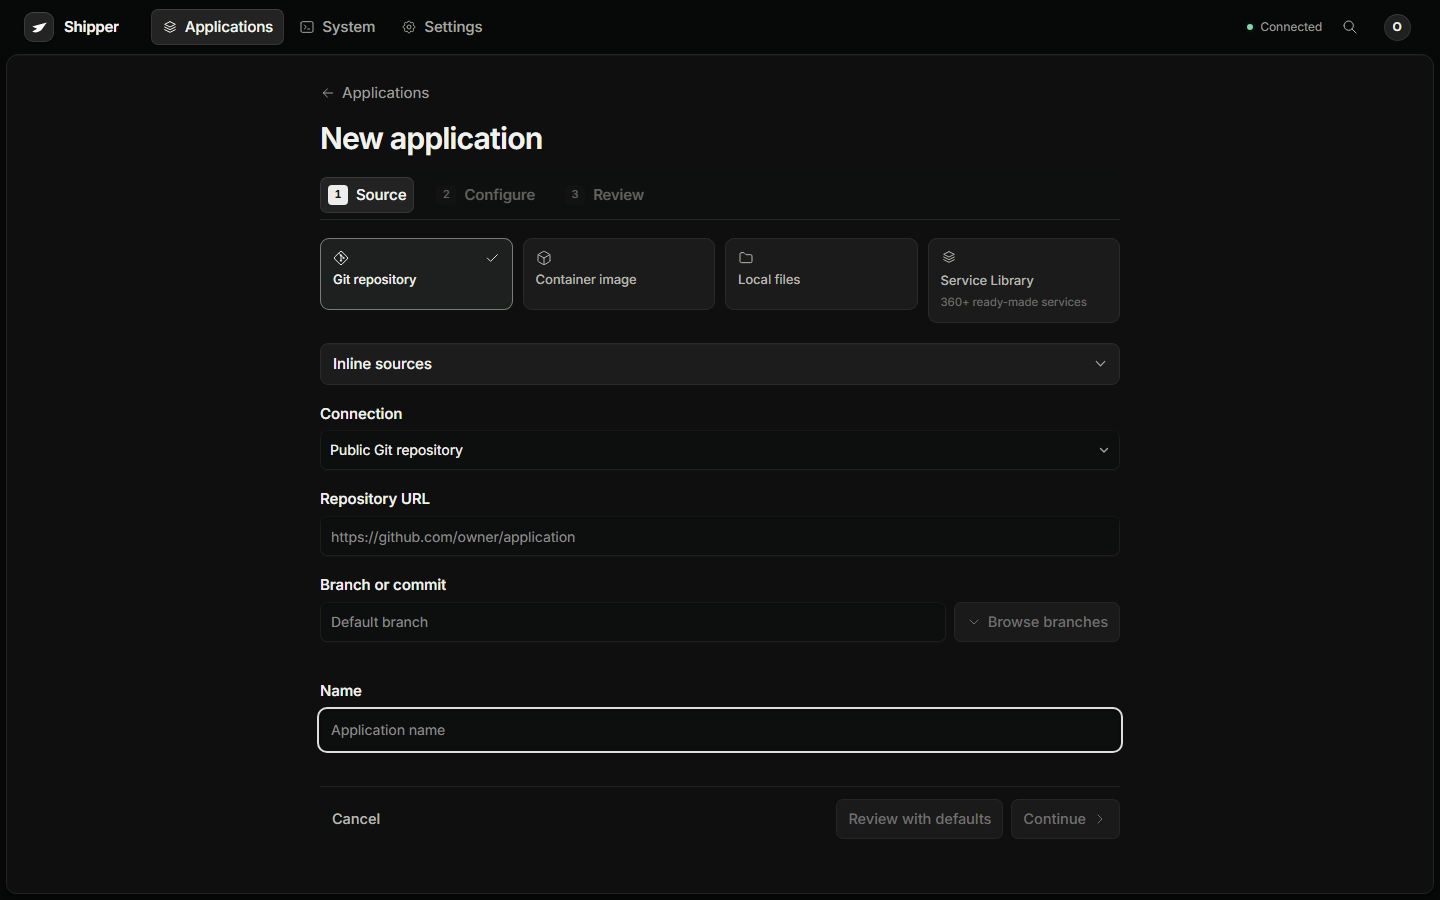 Shipper
Applications
System
Settings
Connected
O
Applications
New application
1 Source
2 Configure
3 Review
Git repository
Container image
Local files
Service Library
360+ ready-made services
Inline sources
Connection
Public Git repository
Repository URL
https://github.com/owner/application
Branch or commit
Default branch
Browse branches
Name
Application name
Cancel
Review with defaults
Continue